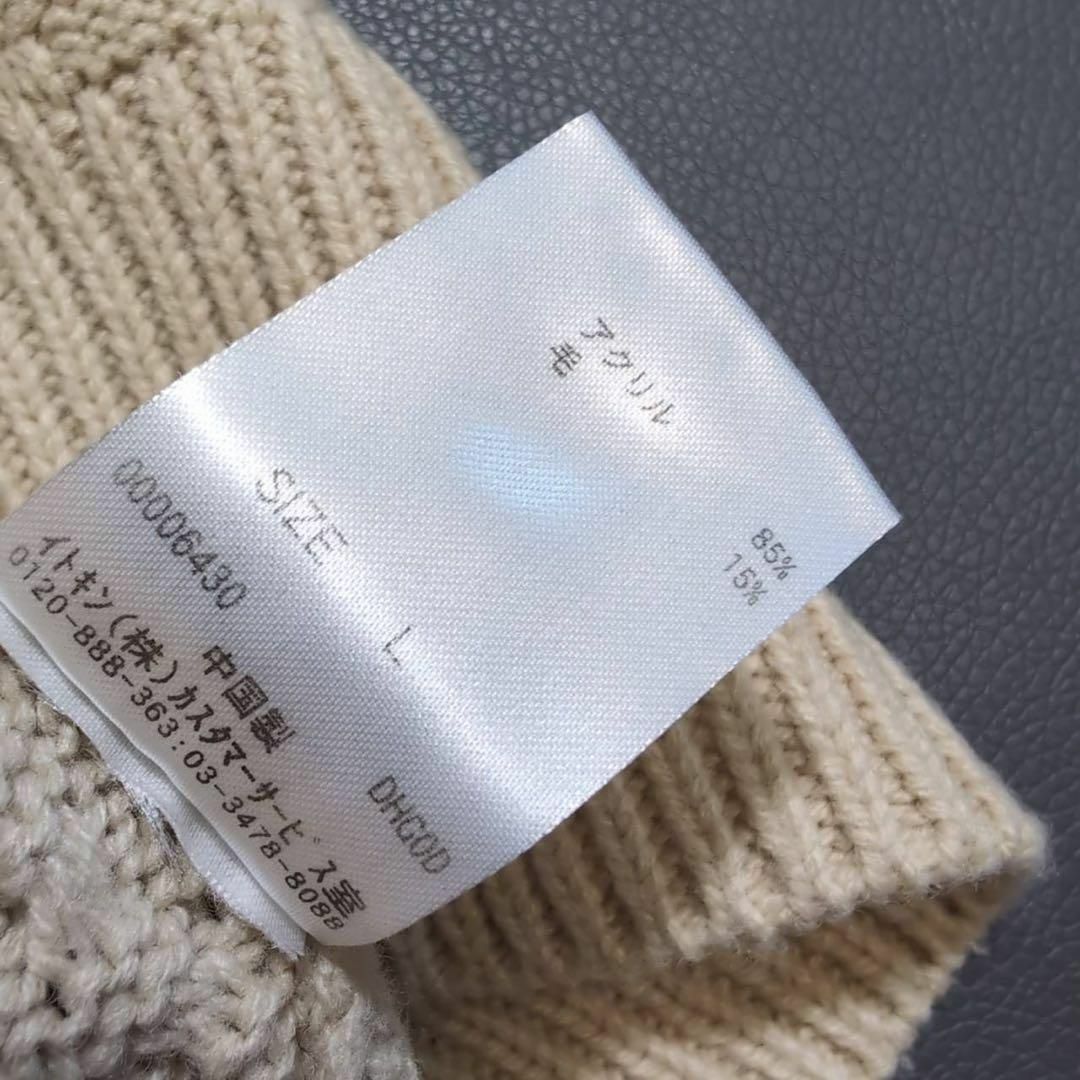 アクリル 85%
毛 15%
SIZE L
00006430
中国製 DHGOD
イトキン(株)カスタマーサービス室
0120-888-363:03-3478-8088